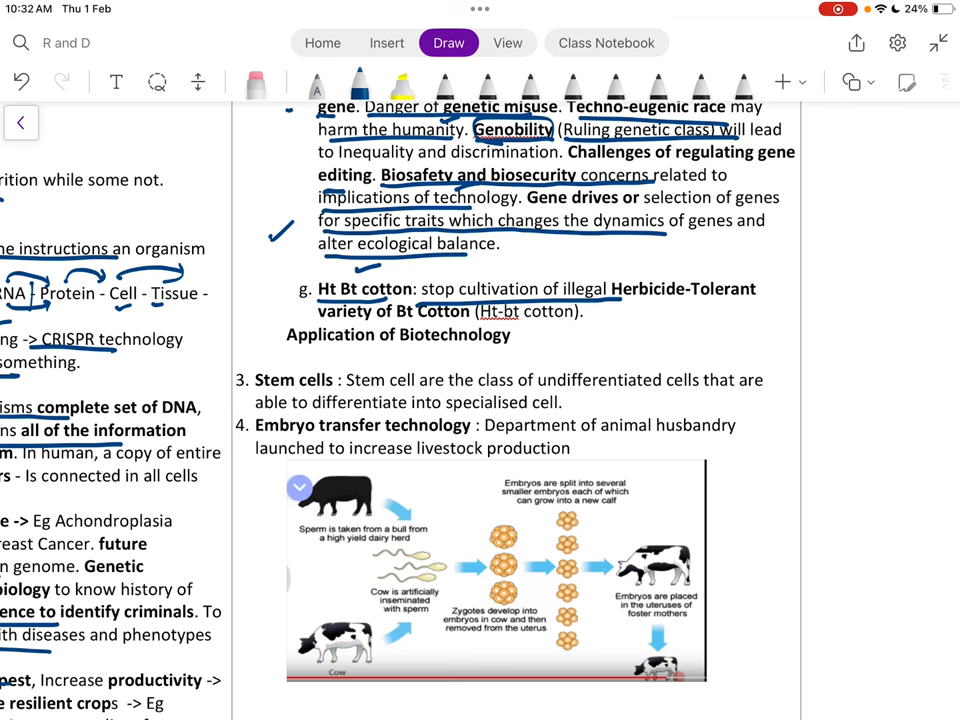 10:32 AM Thu 1 Feb
24%
R and D
Home Insert Draw View Class Notebook
T
A
rition while some not.
ne instructions an organism
RNA - Protein - Cell - Tissue -
ng -> CRISPR technology
something.
isms complete set of DNA,
ns all of the information
m. In human, a copy of entire
rs - Is connected in all cells
e -> Eg Achondroplasia
reast Cancer. future
n genome. Genetic
biology to know history of
ence to identify criminals. To
ith diseases and phenotypes
pest, Increase productivity ->
e resilient crops -> Eg
gene. Danger of genetic misuse. Techno-eugenic race may
harm the humanity. Genobility (Ruling genetic class) will lead
to Inequality and discrimination. Challenges of regulating gene
editing. Biosafety and biosecurity concerns related to
implications of technology. Gene drives or selection of genes
for specific traits which changes the dynamics of genes and
alter ecological balance.
g. Ht Bt cotton: stop cultivation of illegal Herbicide-Tolerant
variety of Bt Cotton (Ht-bt cotton).
Application of Biotechnology
3. Stem cells : Stem cell are the class of undifferentiated cells that are
able to differentiate into specialised cell.
4. Embryo transfer technology : Department of animal husbandry
launched to increase livestock production
Sperm is taken from a bull from
a high yield dairy herd
Cow is artificially
inseminated
with sperm
Cow
Zygotes develop into
embryos in cow and then
removed from the uterus
Embryos are split into several
smaller embryos each of which
can grow into a new calf
Embryos are placed
in the uteruses of
foster mothers